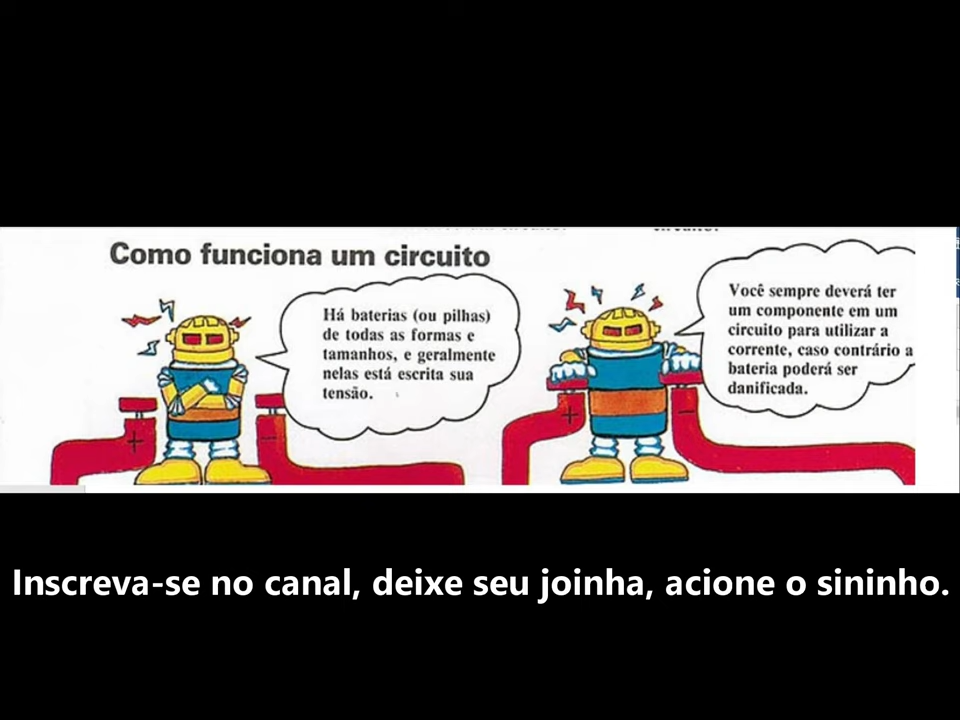 Como funciona um circuito
Há baterias (ou pilhas)
de todas as formas e
tamanhos, e geralmente
nelas está escrita sua
tensão.
Você sempre deverá ter
um componente em um
circuito para utilizar a
corrente, caso contrário a
bateria poderá ser
danificada.
+
-
+
-
Inscreva-se no canal, deixe seu joinha, acione o sininho.